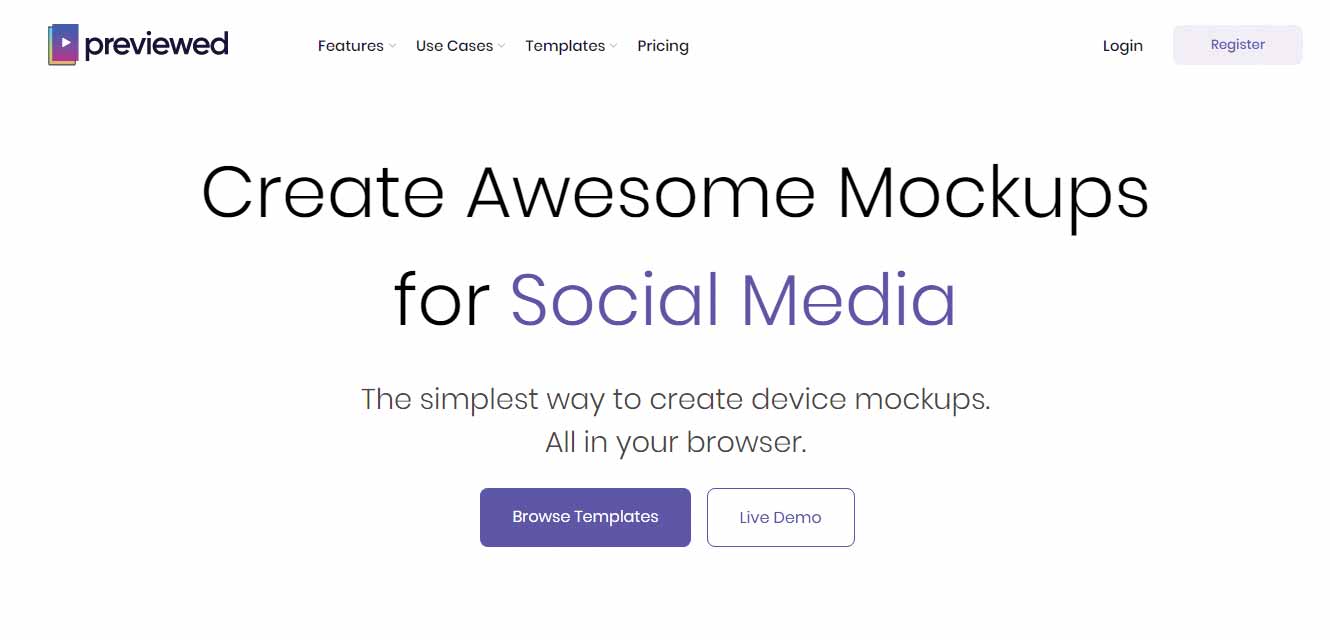 previewed
Features Use Cases Templates Pricing
Login Register
Create Awesome Mockups
for Social Media
The simplest way to create device mockups.
All in your browser.
Browse Templates Live Demo